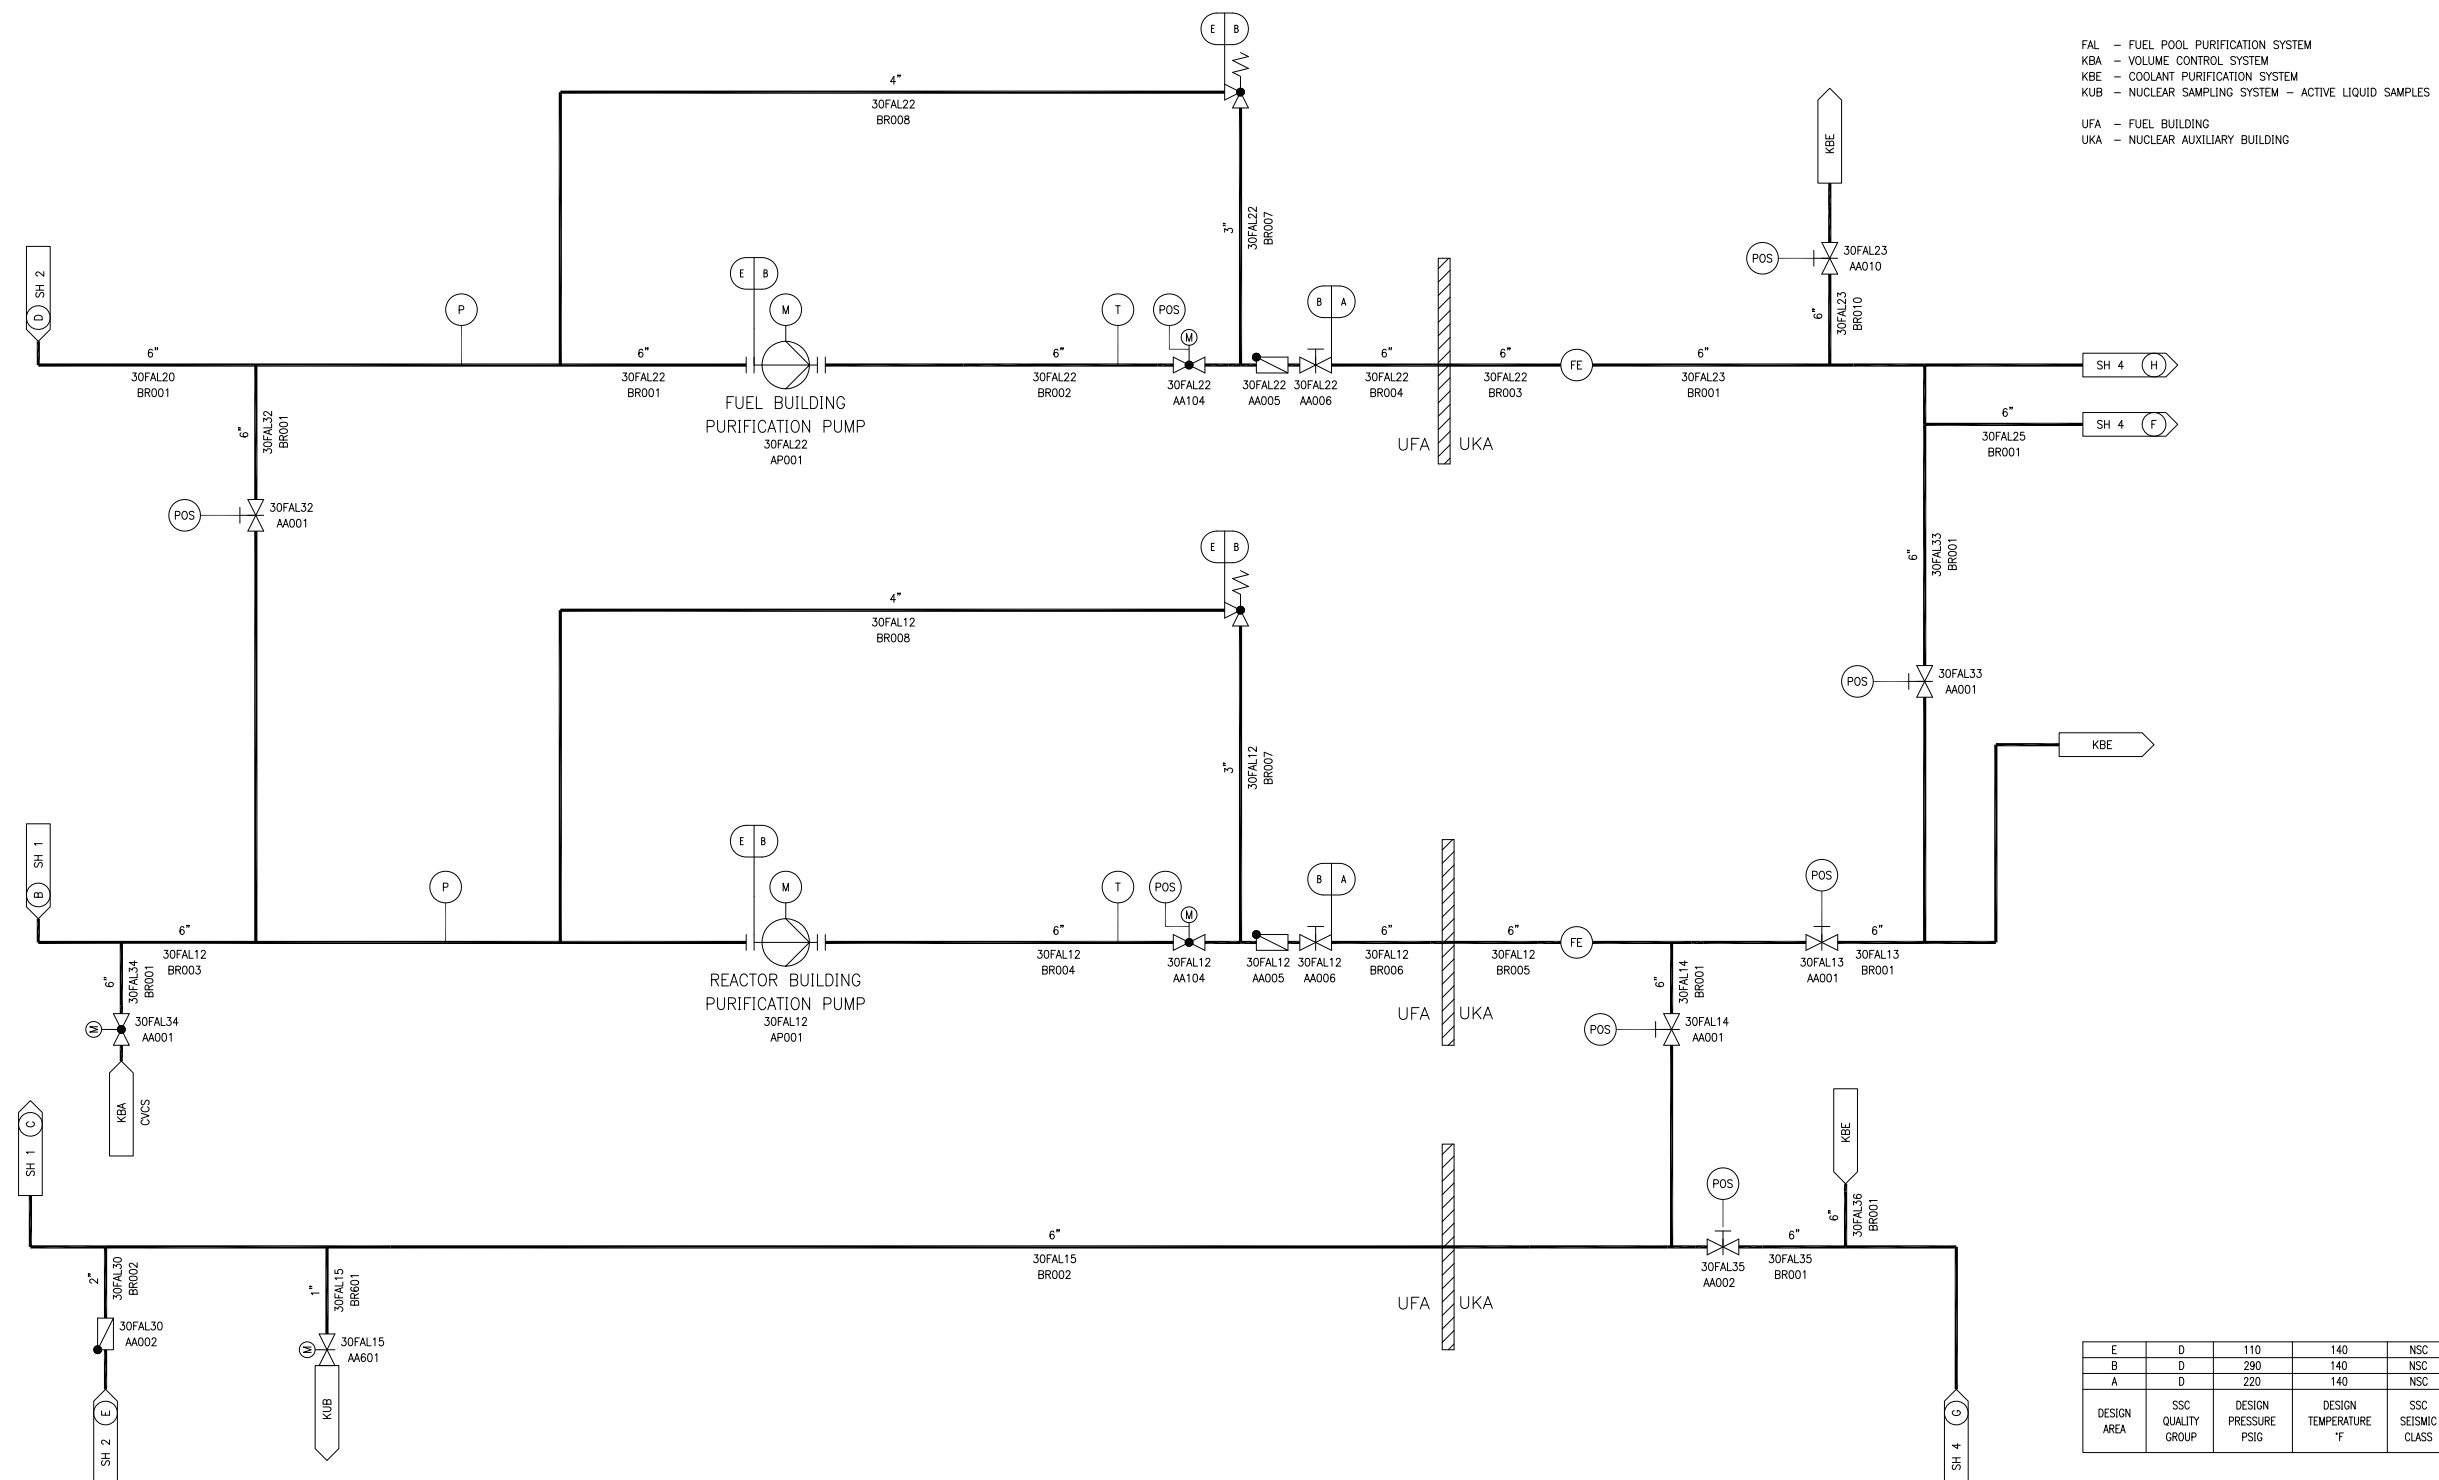 FAL – FUEL POOL PURIFICATION SYSTEM
KBA – VOLUME CONTROL SYSTEM
KBE – COOLANT PURIFICATION SYSTEM
KUB – NUCLEAR SAMPLING SYSTEM – ACTIVE LIQUID SAMPLES
UFA – FUEL BUILDING
UKA – NUCLEAR AUXILIARY BUILDING
E B
4"
30FAL22
BR008
3"
30FAL22
BR007
KBE
POS
30FAL23
AA010
6"
30FAL23
BR010
SH 2
D
6"
30FAL20
BR001
P
6"
30FAL22
BR001
E B
M
FUEL BUILDING
PURIFICATION PUMP
30FAL22
AP001
6"
30FAL22
BR002
T
POS
M
30FAL22
AA104
30FAL22
AA005
30FAL22
AA006
B A
6"
30FAL22
BR004
UFA
UKA
6"
30FAL22
BR003
FE
6"
30FAL23
BR001
SH 4 H
SH 4 F
6"
30FAL25
BR001
6"
30FAL32
BR001
POS
30FAL32
AA001
E B
4"
30FAL12
BR008
3"
30FAL12
BR007
6"
30FAL33
BR001
POS
30FAL33
AA001
KBE
SH 1
B
6"
30FAL12
BR003
P
E B
M
REACTOR BUILDING
PURIFICATION PUMP
30FAL12
AP001
6"
30FAL12
BR004
T
POS
M
30FAL12
AA104
30FAL12
AA005
30FAL12
AA006
B A
6"
30FAL12
BR006
UFA
UKA
6"
30FAL12
BR005
FE
POS
30FAL13
AA001
6"
30FAL13
BR001
6"
30FAL34
BR001
M
30FAL34
AA001
KBA
CVCS
6"
30FAL14
BR001
POS
30FAL14
AA001
SH 1
C
6"
30FAL15
BR002
UFA
UKA
POS
30FAL35
AA002
6"
30FAL35
BR001
KBE
6"
30FAL36
BR001
2"
30FAL30
BR002
30FAL30
AA002
E
SH 2
1"
30FAL15
BR601
M
30FAL15
AA601
KUB
G
SH 4
E D 110 140 NSC
B D 290 140 NSC
A D 220 140 NSC
DESIGN
AREA
SSC
QUALITY
GROUP
DESIGN
PRESSURE
PSIG
DESIGN
TEMPERATURE
°F
SSC
SEISMIC
CLASS